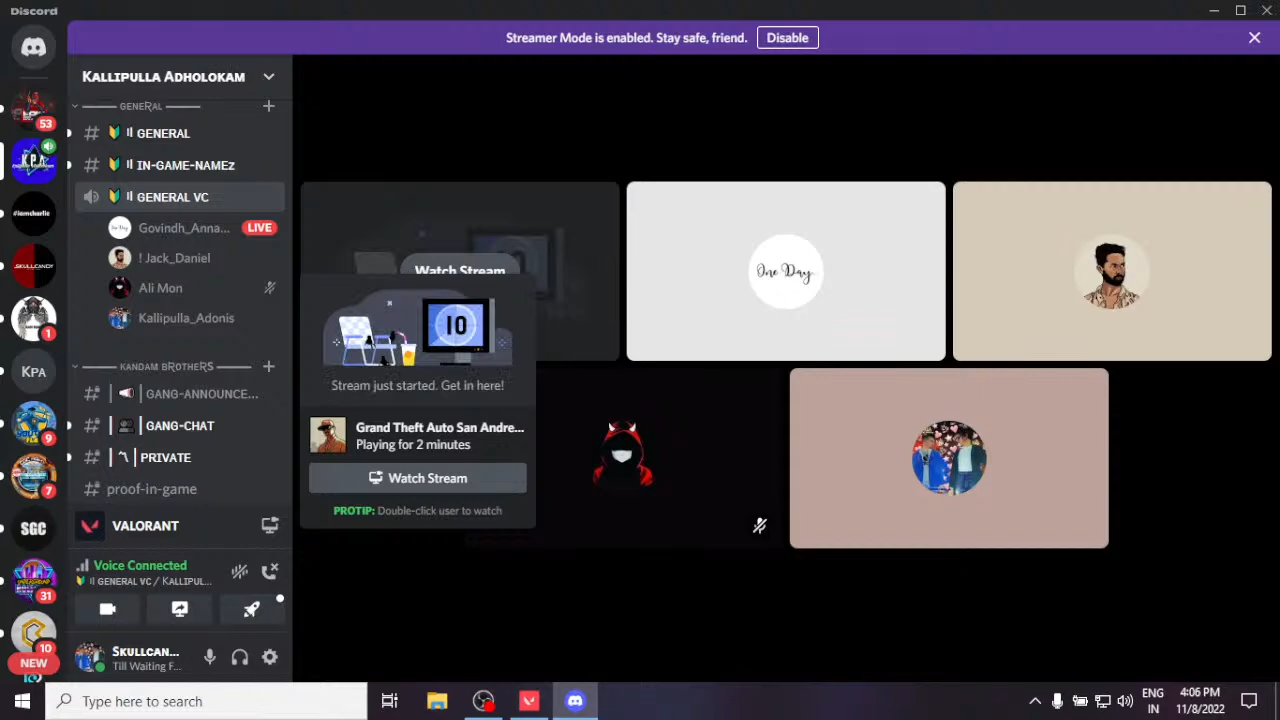 Discord
Streamer Mode is enabled. Stay safe, friend.
Disable
KALLIPULLA ADHOLOKAM
GENERAL
GENERAL
IN-GAME-NAMEz
GENERAL VC
Govindh_Anna...
LIVE
! Jack_Daniel
Ali Mon
Kallipulla_Adonis
KANDAM BROTHERS
GANG-ANNOUNCE...
GANG-CHAT
PRIVATE
proof-in-game
VALORANT
Voice Connected
GENERAL VC / KALLIPUL...
SKULLCAN...
Till Waiting F...
53
KPA
#iamcharlie
SKULLCANDY
1
KPA
9
7
SGC
31
10
NEW
Watch Stream
10
Stream just started. Get in here!
Grand Theft Auto San Andre...
Playing for 2 minutes
Watch Stream
PROTIP: Double-click user to watch
One Day
Type here to search
ENG
IN
4:06 PM
11/8/2022